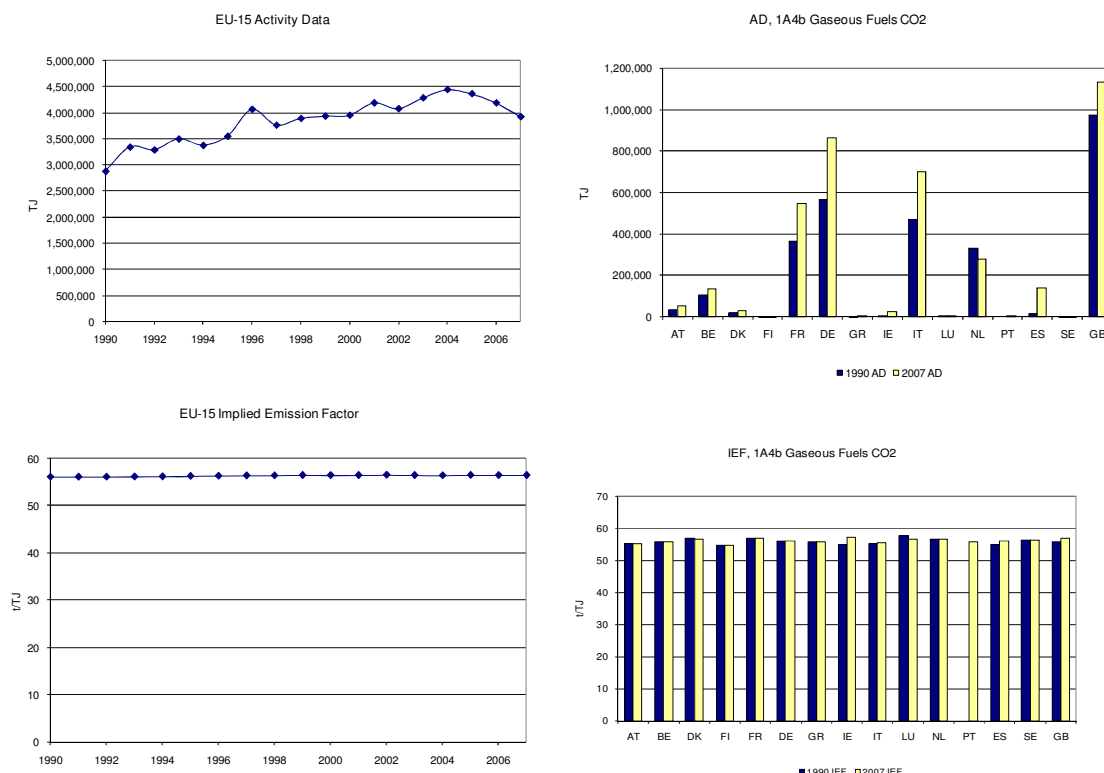 EU-15 Activity Data
5,000,000
4,500,000
4,000,000
3,500,000
3,000,000
2,500,000
2,000,000
1,500,000
1,000,000
500,000
0
TJ
1990 1992 1994 1996 1998 2000 2002 2004 2006
AD, 1A4b Gaseous Fuels CO2
1,200,000
1,000,000
800,000
600,000
400,000
200,000
0
TJ
AT BE DK FI FR DE GR IE IT LU NL PT ES SE GB
1990 AD 2007 AD
EU-15 Implied Emission Factor
60
50
40
30
20
10
0
t/TJ
1990 1992 1994 1996 1998 2000 2002 2004 2006
IEF, 1A4b Gaseous Fuels CO2
70
60
50
40
30
20
10
0
t/TJ
AT BE DK FI FR DE GR IE IT LU NL PT ES SE GB
1990 IEF 2007 IEF